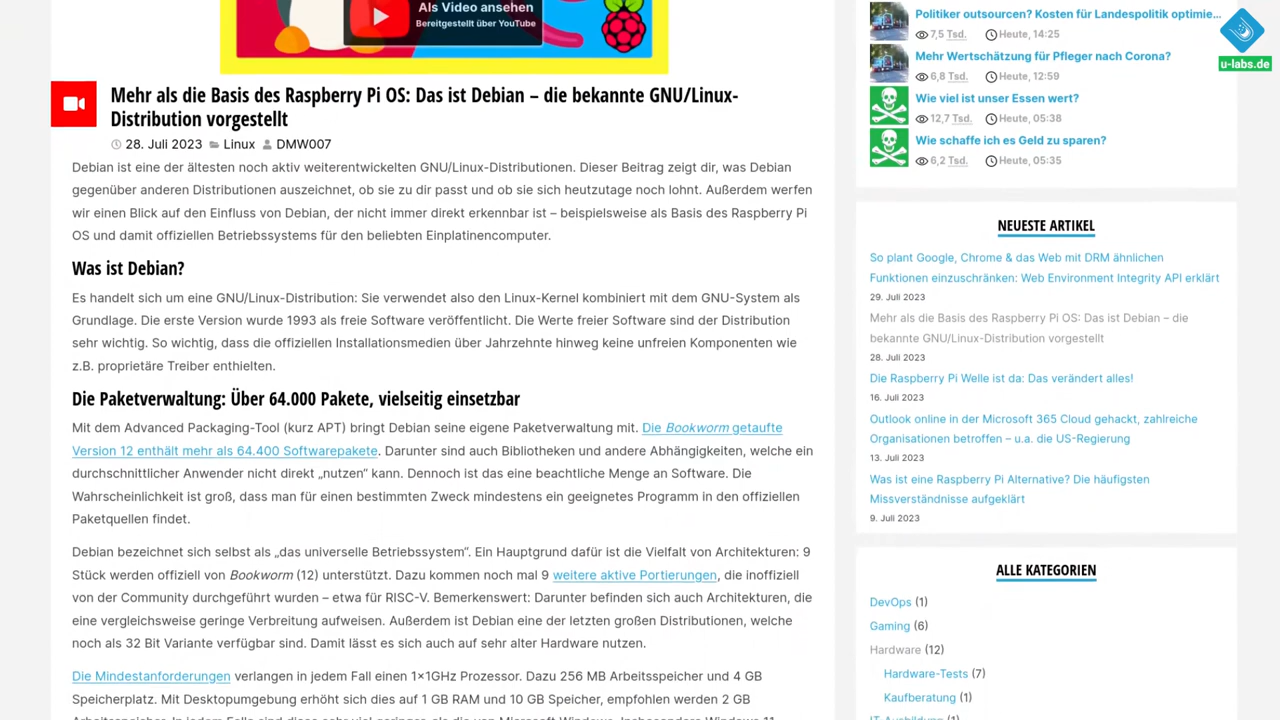 Als Video ansehen
Bereitgestellt über YouTube
Mehr als die Basis des Raspberry Pi OS: Das ist Debian – die bekannte GNU/Linux-
Distribution vorgestellt
28. Juli 2023 Linux DMW007
Debian ist eine der ältesten noch aktiv weiterentwickelten GNU/Linux-Distributionen. Dieser Beitrag zeigt dir, was Debian
gegenüber anderen Distributionen auszeichnet, ob sie zu dir passt und ob sie sich heutzutage noch lohnt. Außerdem werfen
wir einen Blick auf den Einfluss von Debian, der nicht immer direkt erkennbar ist – beispielsweise als Basis des Raspberry Pi
OS und damit offiziellen Betriebssystems für den beliebten Einplatinencomputer.
Was ist Debian?
Es handelt sich um eine GNU/Linux-Distribution: Sie verwendet also den Linux-Kernel kombiniert mit dem GNU-System als
Grundlage. Die erste Version wurde 1993 als freie Software veröffentlicht. Die Werte freier Software sind der Distribution
sehr wichtig. So wichtig, dass die offiziellen Installationsmedien über Jahrzehnte hinweg keine unfreien Komponenten wie
z.B. proprietäre Treiber enthielten.
Die Paketverwaltung: Über 64.000 Pakete, vielseitig einsetzbar
Mit dem Advanced Packaging-Tool (kurz APT) bringt Debian seine eigene Paketverwaltung mit. Die Bookworm getaufte
Version 12 enthält mehr als 64.400 Softwarepakete. Darunter sind auch Bibliotheken und andere Abhängigkeiten, welche ein
durchschnittlicher Anwender nicht direkt „nutzen“ kann. Dennoch ist das eine beachtliche Menge an Software. Die
Wahrscheinlichkeit ist groß, dass man für einen bestimmten Zweck mindestens ein geeignetes Programm in den offiziellen
Paketquellen findet.
Debian bezeichnet sich selbst als „das universelle Betriebssystem“. Ein Hauptgrund dafür ist die Vielfalt von Architekturen: 9
Stück werden offiziell von Bookworm (12) unterstützt. Dazu kommen noch mal 9 weitere aktive Portierungen, die inoffiziell
von der Community durchgeführt wurden – etwa für RISC-V. Bemerkenswert: Darunter befinden sich auch Architekturen, die
eine vergleichsweise geringe Verbreitung aufweisen. Außerdem ist Debian eine der letzten großen Distributionen, welche
noch als 32 Bit Variante verfügbar sind. Damit lässt es sich auch auf sehr alter Hardware nutzen.
Die Mindestanforderungen verlangen in jedem Fall einen 1×1GHz Prozessor. Dazu 256 MB Arbeitsspeicher und 4 GB
Speicherplatz. Mit Desktopumgebung erhöht sich dies auf 1 GB RAM und 10 GB Speicher, empfohlen werden 2 GB
Politiker outsourcen? Kosten für Landespolitik optimie...
7,5 Tsd. Heute, 14:25
Mehr Wertschätzung für Pfleger nach Corona?
6,8 Tsd. Heute, 12:59
Wie viel ist unser Essen wert?
12,7 Tsd. Heute, 05:38
Wie schaffe ich es Geld zu sparen?
6,2 Tsd. Heute, 05:35
u-labs.de
NEUESTE ARTIKEL
So plant Google, Chrome & das Web mit DRM ähnlichen
Funktionen einzuschränken: Web Environment Integrity API erklärt
29. Juli 2023
Mehr als die Basis des Raspberry Pi OS: Das ist Debian – die
bekannte GNU/Linux-Distribution vorgestellt
28. Juli 2023
Die Raspberry Pi Welle ist da: Das verändert alles!
16. Juli 2023
Outlook online in der Microsoft 365 Cloud gehackt, zahlreiche
Organisationen betroffen – u.a. die US-Regierung
13. Juli 2023
Was ist eine Raspberry Pi Alternative? Die häufigsten
Missverständnisse aufgeklärt
9. Juli 2023
ALLE KATEGORIEN
DevOps (1)
Gaming (6)
Hardware (12)
Hardware-Tests (7)
Kaufberatung (1)